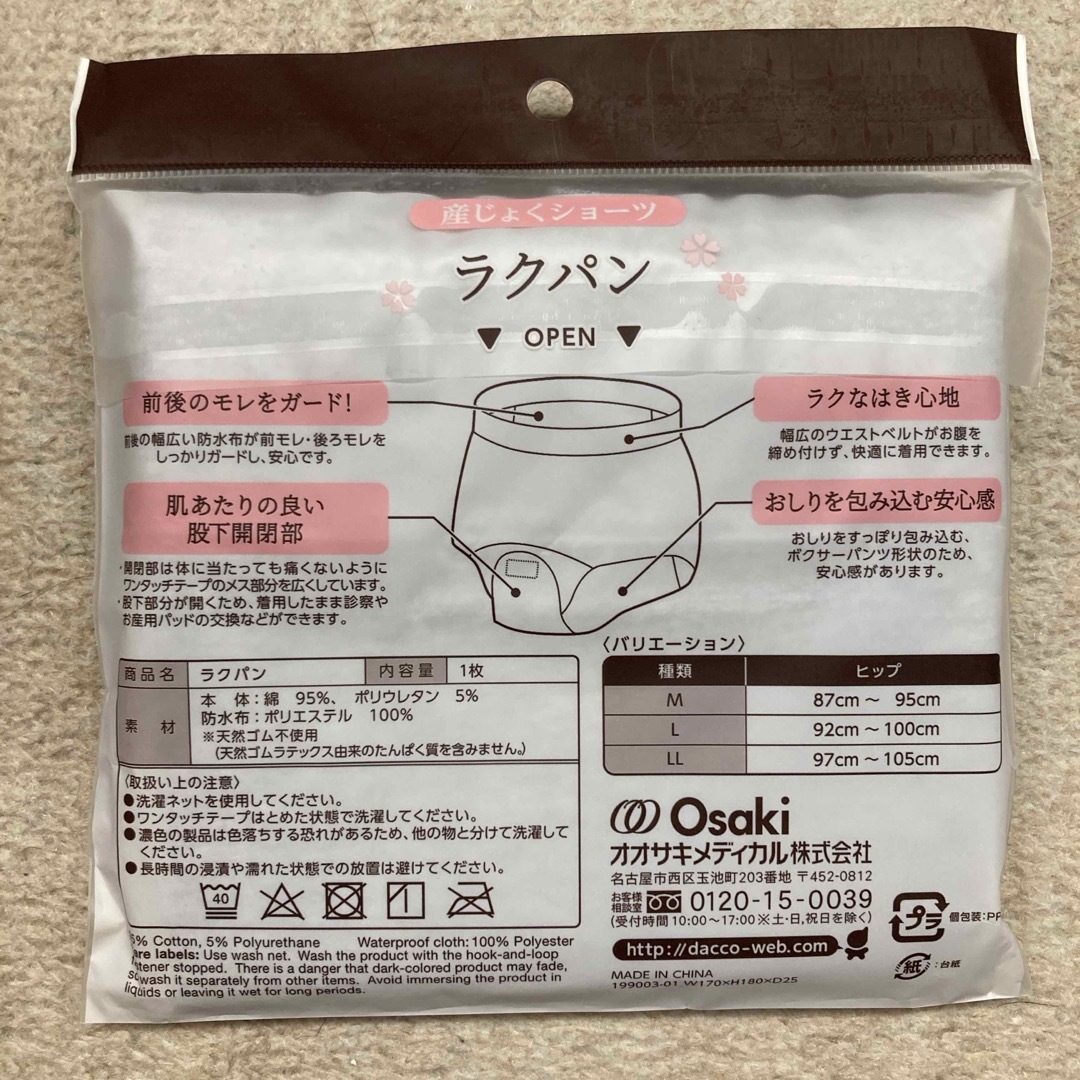 産じょくショーツ
ラクパン
▼ OPEN ▼
前後のモレをガード!
前後の幅広い防水布が前モレ・後ろモレを
しっかりガードし、安心です。
ラクなはき心地
幅広のウエストベルトがお腹を
締め付けず、快適に着用できます。
肌あたりの良い
股下開閉部
・開閉部は体に当たっても痛くないように
ワンタッチテープのメス部分を広くしています。
・股下部分が開くため、着用したまま診察や
お産用パッドの交換などができます。
おしりを包み込む安心感
おしりをすっぽり包み込む、
ボクサーパンツ形状のため、
安心感があります。
商品名 ラクパン 内容量 1枚
素材 本体:綿 95%、ポリウレタン 5%
防水布:ポリエステル 100%
※天然ゴム不使用
(天然ゴムラテックス由来のたんぱく質を含みません。)
〈取扱い上の注意〉
●洗濯ネットを使用してください。
●ワンタッチテープはとめた状態で洗濯してください。
●濃色の製品は色落ちする恐れがあるため、他の物と分けて洗濯して
ください。
●長時間の浸漬や濡れた状態での放置は避けてください。
40
5% Cotton, 5% Polyurethane Waterproof cloth: 100% Polyester
are labels: Use wash net. Wash the product with the hook-and-loop
tener stopped. There is a danger that dark-colored product may fade,
so wash it separately from other items. Avoid immersing the product in
liquids or leaving it wet for long periods.
〈バリエーション〉
種類 ヒップ
M 87cm～ 95cm
L 92cm～100cm
LL 97cm～105cm
Osaki
オオサキメディカル株式会社
名古屋市西区玉池町203番地 〒452-0812
お客様相談室 0120-15-0039
(受付時間10:00～17:00※土・日、祝日を除く)
http://dacco-web.com
MADE IN CHINA
199003-01 W170×H180×D25
プラ 個包装:PP
紙 :台紙